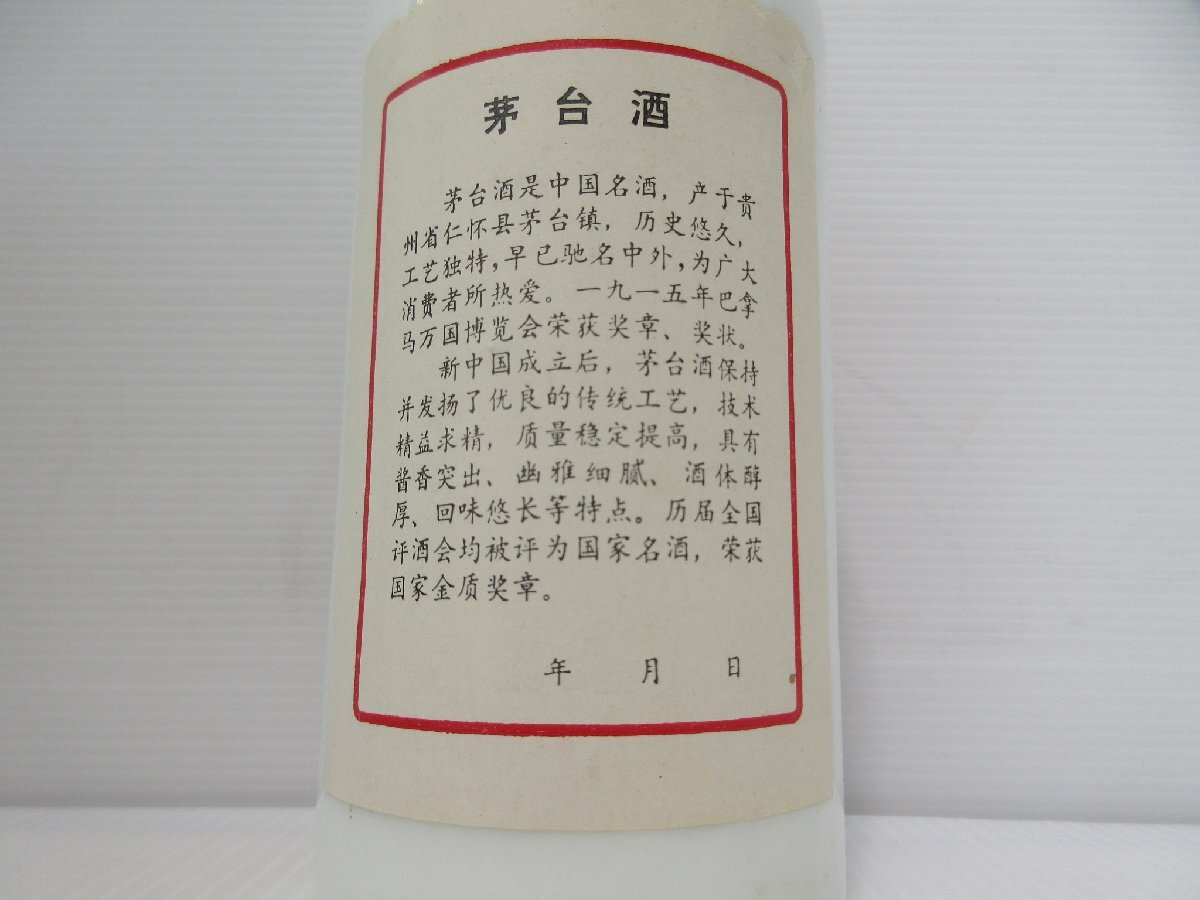 茅台酒
茅台酒是中国名酒，产于贵
州省仁怀县茅台镇，历史悠久，
工艺独特，早已驰名中外，为广大
消费者所热爱。一九一五年巴拿
马万国博览会荣获奖章、奖状。
新中国成立后，茅台酒保持
并发扬了优良的传统工艺，技术
精益求精，质量稳定提高，具有
酱香突出、幽雅细腻、酒体醇
厚、回味悠长等特点。历届全国
评酒会均被评为国家名酒，荣获
国家金质奖章。
年 月 日